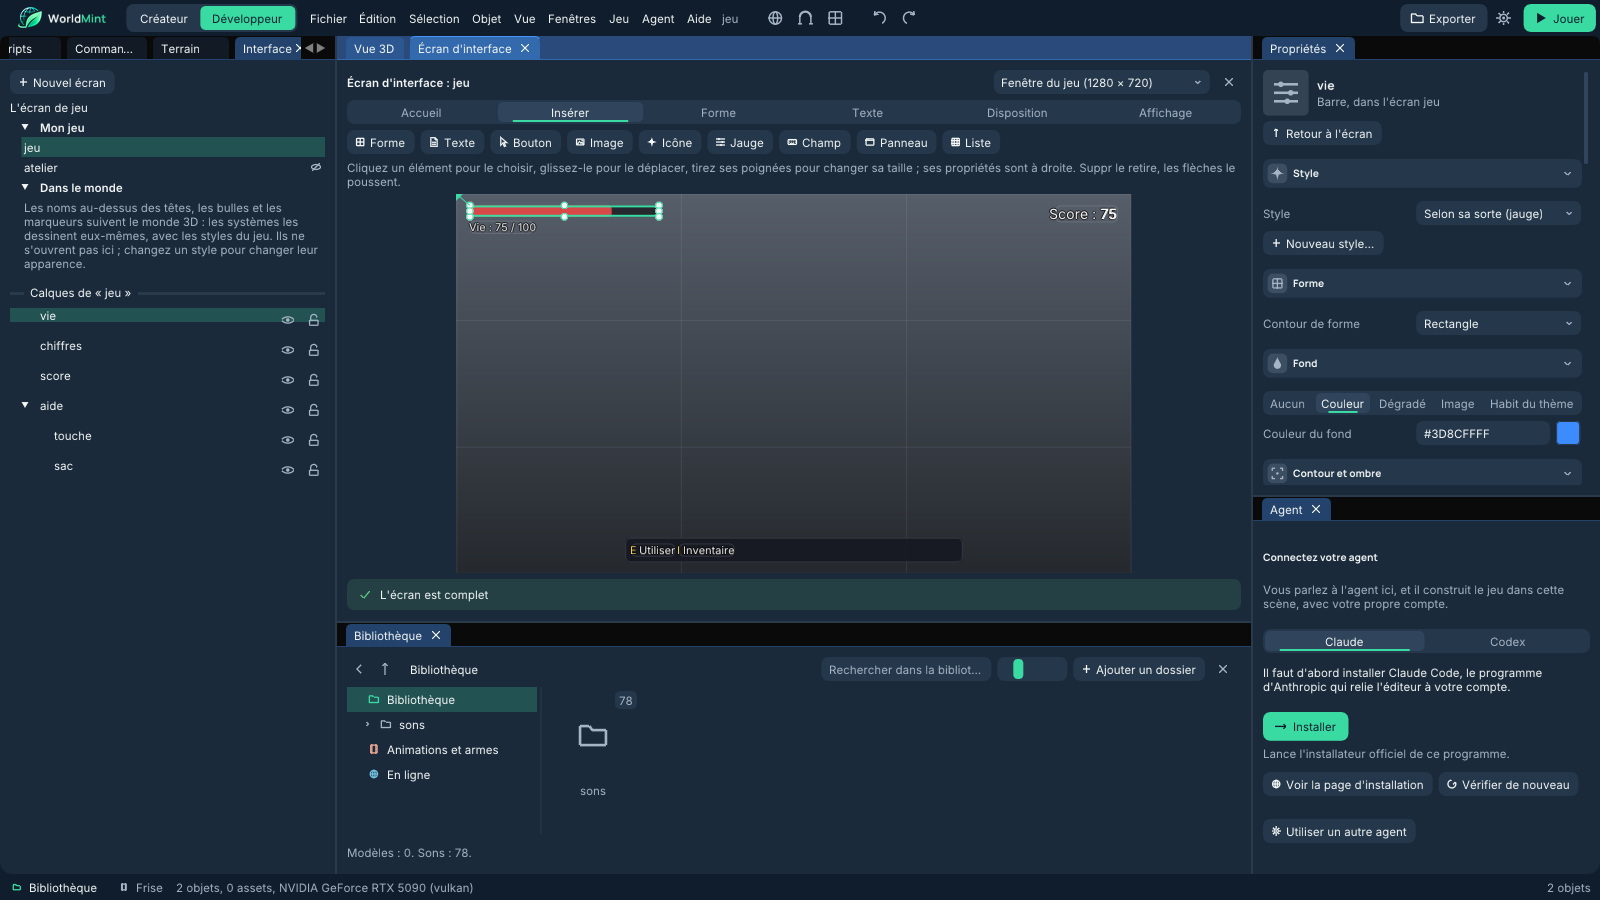 WorldMint
Créateur
Développeur
Fichier
Édition
Sélection
Objet
Vue
Fenêtres
Jeu
Agent
Aide
jeu
Exporter
Jouer
ripts
Comman...
Terrain
Interface
Vue 3D
Écran d'interface
Propriétés
+ Nouvel écran
L'écran de jeu
Mon jeu
jeu
atelier
Dans le monde
Les noms au-dessus des têtes, les bulles et les
marqueurs suivent le monde 3D : les systèmes les
dessinent eux-mêmes, avec les styles du jeu. Ils ne
s'ouvrent pas ici ; changez un style pour changer leur
apparence.
Calques de « jeu »
vie
chiffres
score
aide
touche
sac
Écran d'interface : jeu
Fenêtre du jeu (1280 × 720)
Accueil
Insérer
Forme
Texte
Disposition
Affichage
Forme
Texte
Bouton
Image
Icône
Jauge
Champ
Panneau
Liste
Cliquez un élément pour le choisir, glissez-le pour le déplacer, tirez ses poignées pour changer sa taille ; ses propriétés sont à droite. Suppr le retire, les flèches le
poussent.
Vie : 75 / 100
Score : 75
E Utiliser I Inventaire
L'écran est complet
Bibliothèque
Bibliothèque
Rechercher dans la bibliot...
+ Ajouter un dossier
Bibliothèque
sons
Animations et armes
En ligne
78
sons
Modèles : 0. Sons : 78.
vie
Barre, dans l'écran jeu
Retour à l'écran
Style
Style
Selon sa sorte (jauge)
+ Nouveau style...
Forme
Contour de forme
Rectangle
Fond
Aucun
Couleur
Dégradé
Image
Habit du thème
Couleur du fond
#3D8CFFFF
Contour et ombre
Agent
Connectez votre agent
Vous parlez à l'agent ici, et il construit le jeu dans cette
scène, avec votre propre compte.
Claude
Codex
Il faut d'abord installer Claude Code, le programme
d'Anthropic qui relie l'éditeur à votre compte.
Installer
Lance l'installateur officiel de ce programme.
Voir la page d'installation
Vérifier de nouveau
Utiliser un autre agent
Bibliothèque
Frise
2 objets, 0 assets, NVIDIA GeForce RTX 5090 (vulkan)
2 objets